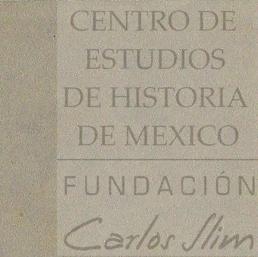 CENTRO DE
ESTUDIOS
DE HISTORIA
DE MEXICO
FUNDACIÓN
Carlos Slim